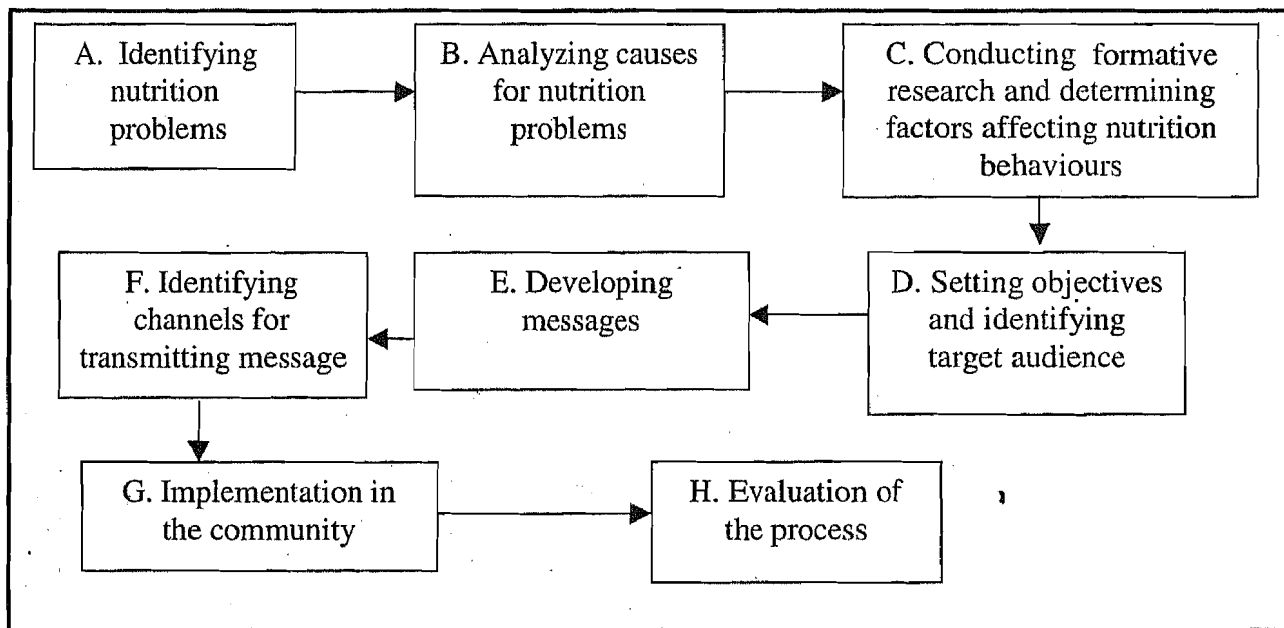 A. Identifying
nutrition
problems
B. Analyzing causes
for nutrition
problems
C. Conducting formative
research and determining
factors affecting nutrition
behaviours
D. Setting objectives
and identifying
target audience
E. Developing
messages
F. Identifying
channels for
transmitting message
G. Implementation in
the community
H. Evaluation of
the process